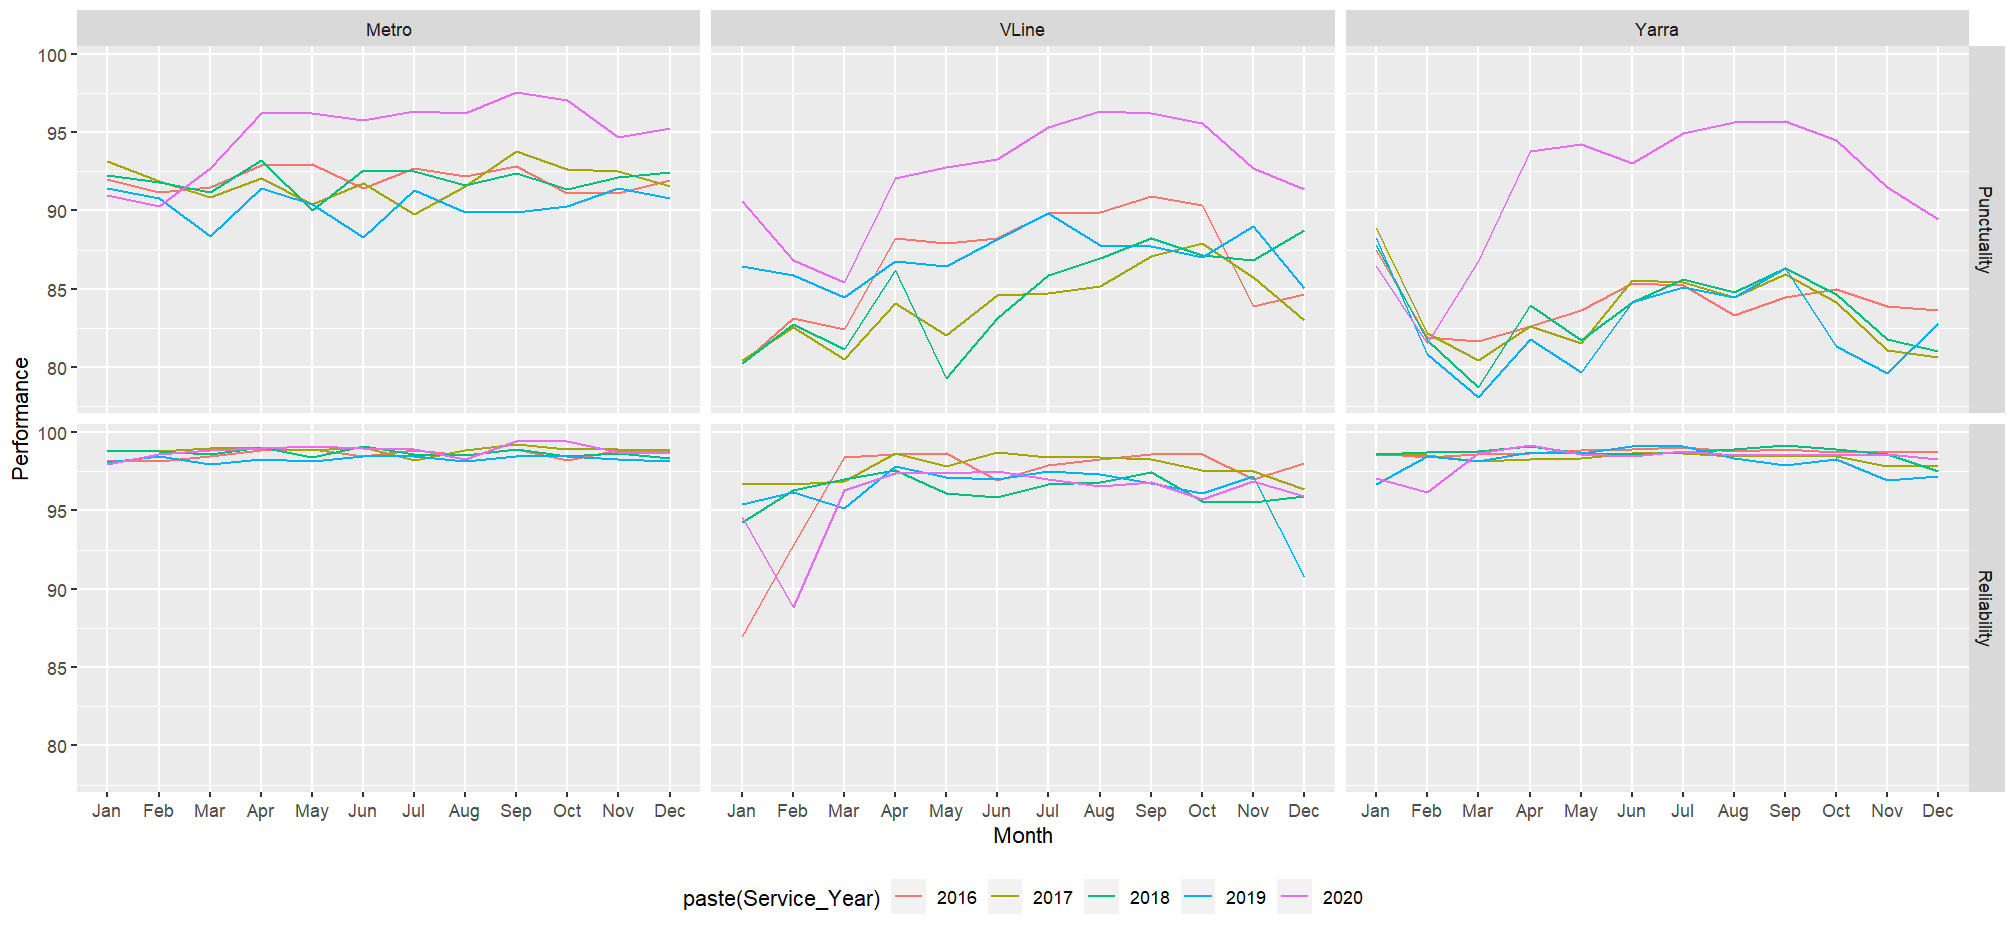 Metro VLine Yarra
100
95
90
85
80
Punctuality
100
95
90
85
80
Reliability
Performance
Jan Feb Mar Apr May Jun Jul Aug Sep Oct Nov Dec Jan Feb Mar Apr May Jun Jul Aug Sep Oct Nov Dec Jan Feb Mar Apr May Jun Jul Aug Sep Oct Nov Dec
Month
paste(Service_Year) 2016 2017 2018 2019 2020